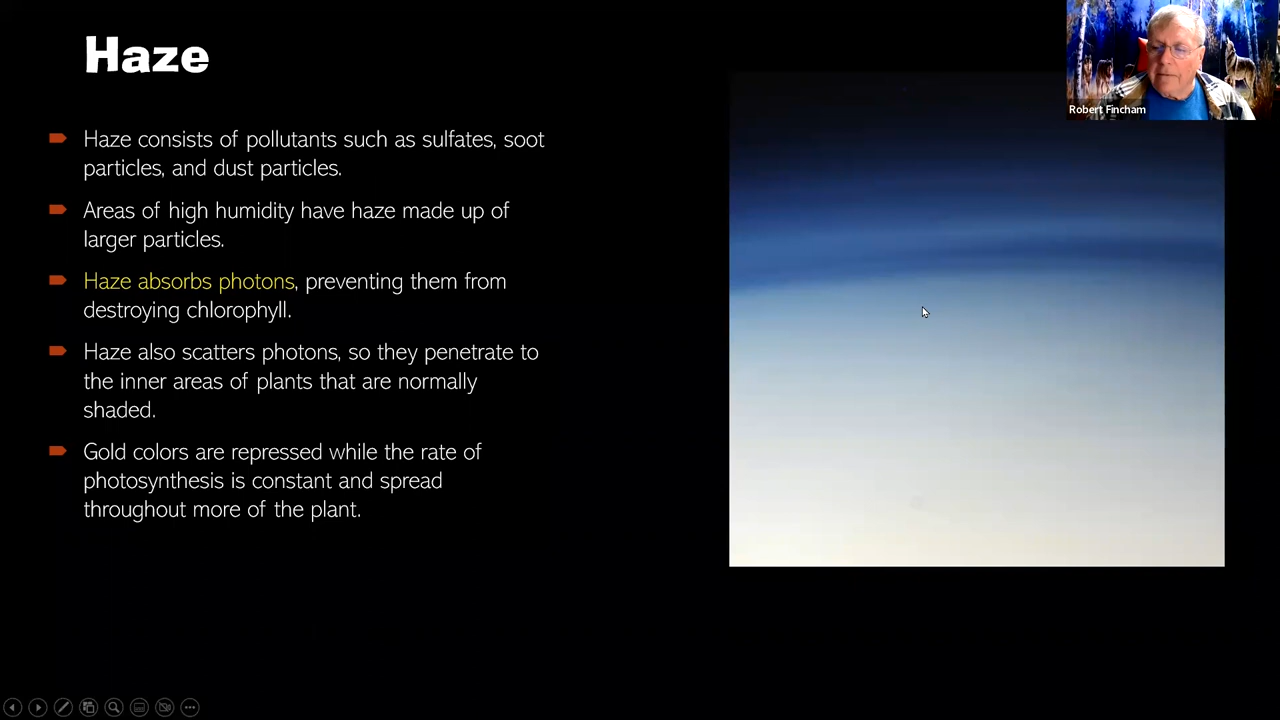 Haze
Robert Fincham
Haze consists of pollutants such as sulfates, soot
particles, and dust particles.
Areas of high humidity have haze made up of
larger particles.
Haze absorbs photons, preventing them from
destroying chlorophyll.
Haze also scatters photons, so they penetrate to
the inner areas of plants that are normally
shaded.
Gold colors are repressed while the rate of
photosynthesis is constant and spread
throughout more of the plant.